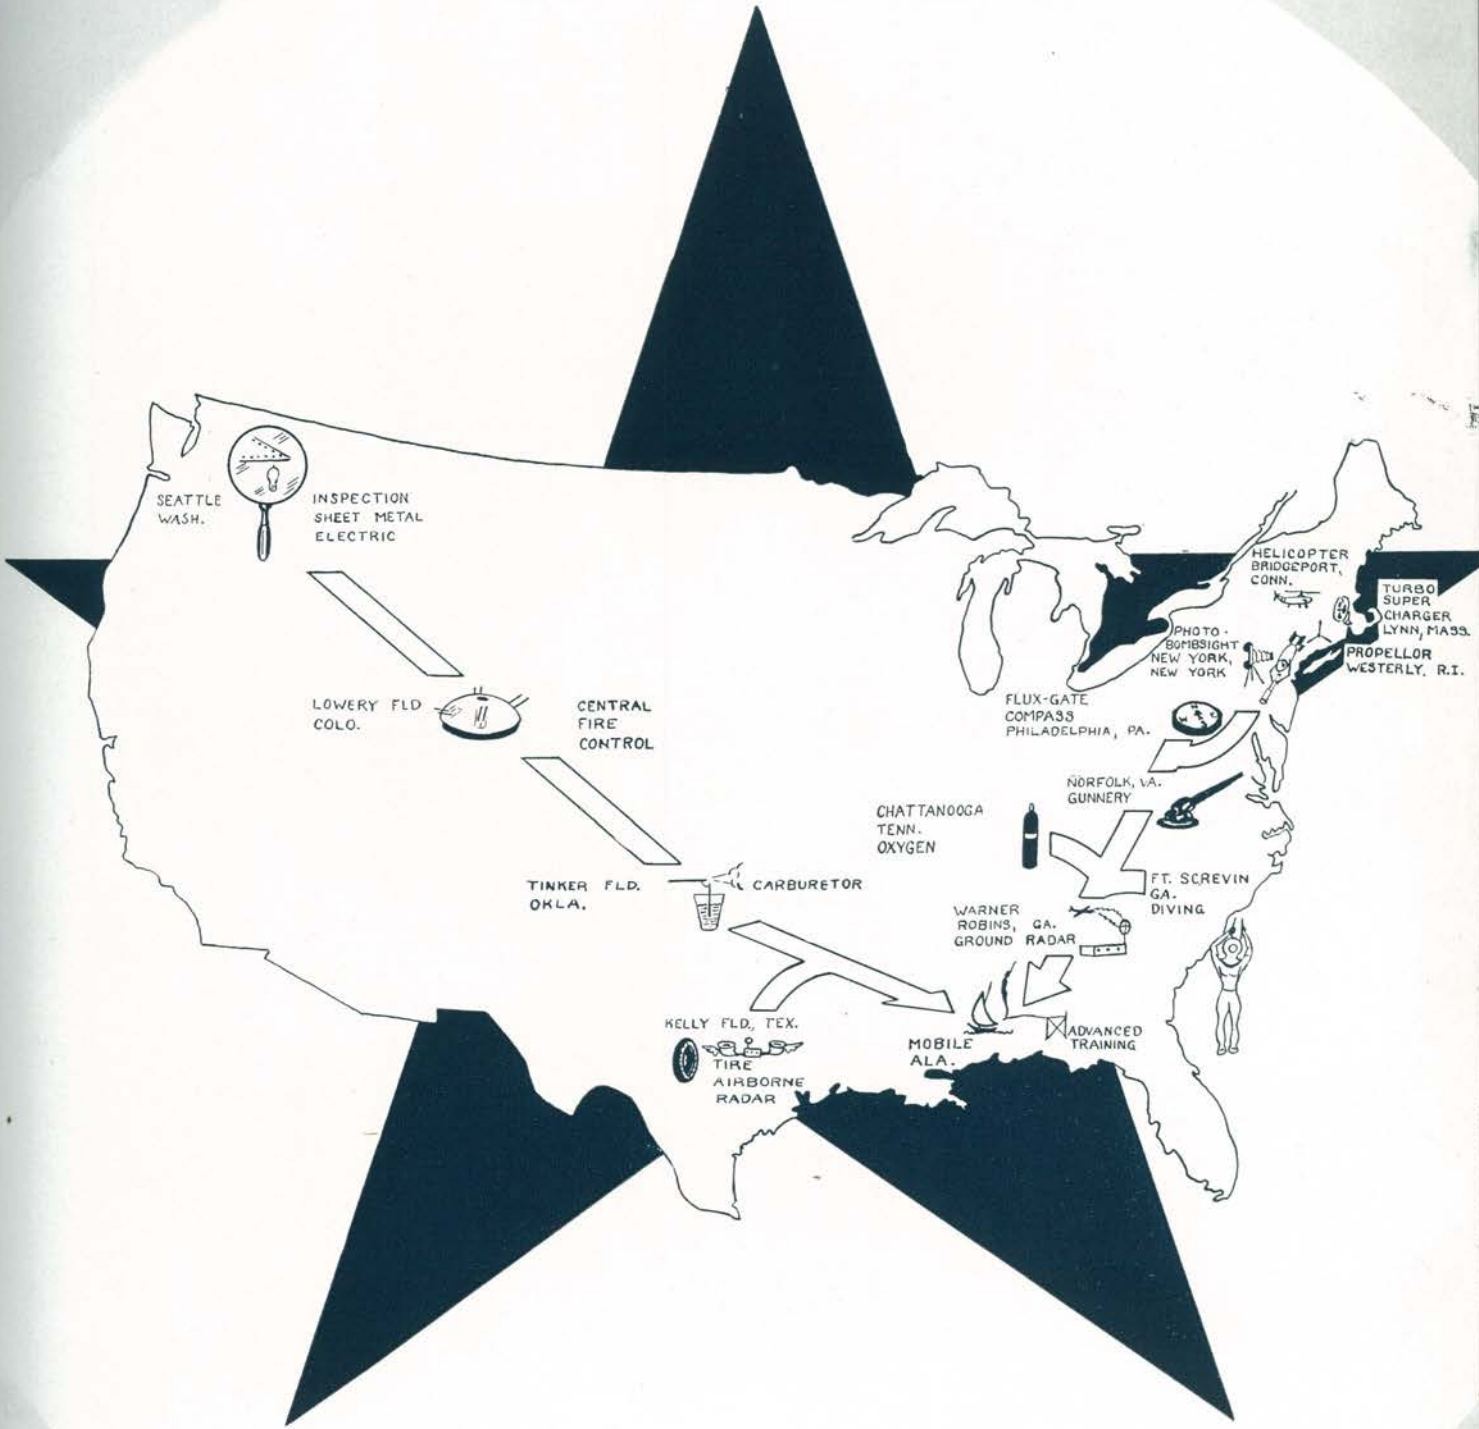 SEATTLE
WASH.
INSPECTION
SHEET METAL
ELECTRIC
LOWERY FLD
COLO.
CENTRAL
FIRE
CONTROL
TINKER FLD.
OKLA.
CARBURETOR
KELLY FLD., TEX.
TIRE
AIRBORNE
RADAR
MOBILE
ALA.
ADVANCED
TRAINING
WARNER
ROBINS, GA.
GROUND RADAR
FT. SCREVIN
GA.
DIVING
CHATTANOOGA
TENN.
OXYGEN
NORFOLK, VA.
GUNNERY
FLUX-GATE
COMPASS
PHILADELPHIA, PA.
PHOTO-
BOMBSIGHT
NEW YORK,
NEW YORK
HELICOPTER
BRIDGEPORT,
CONN.
TURBO
SUPER
CHARGER
LYNN, MASS.
PROPELLOR
WESTERLY, R.I.